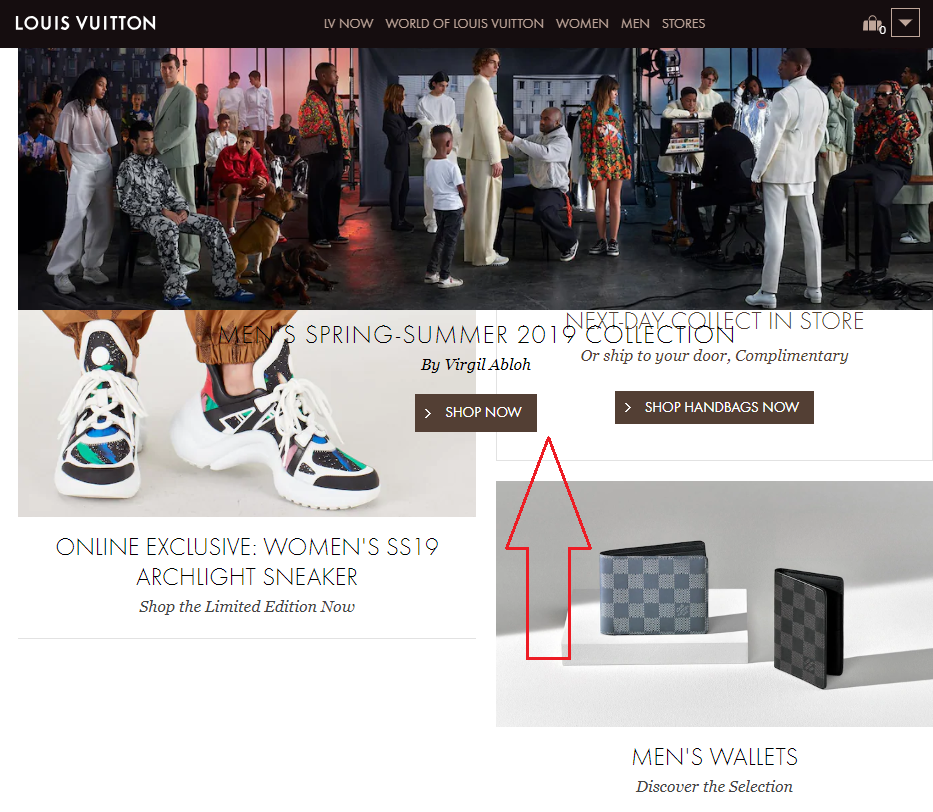 LOUIS VUITTON
LV NOW WORLD OF LOUIS VUITTON WOMEN MEN STORES
0
MEN'S SPRING-SUMMER 2019 COLLECTION
By Virgil Abloh
SHOP NOW
NEXT-DAY COLLECT IN STORE
Or ship to your door, Complimentary
SHOP HANDBAGS NOW
ONLINE EXCLUSIVE: WOMEN'S SS19
ARCHLIGHT SNEAKER
Shop the Limited Edition Now
MEN'S WALLETS
Discover the Selection